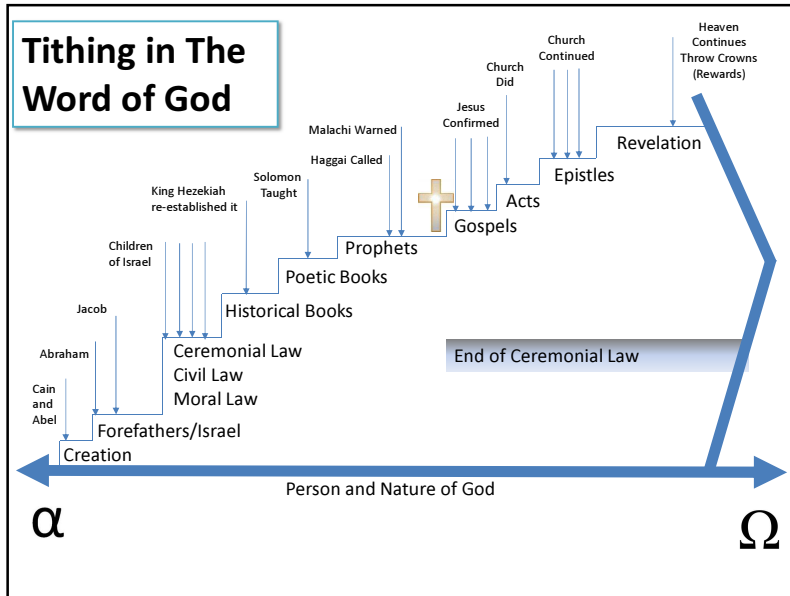 Tithing in The
Word of God
Heaven
Continues
Throw Crowns
(Rewards)
Church
Continued
Church
Did
Jesus
Confirmed
Malachi Warned
Haggai Called
Solomon
Taught
King Hezekiah
re-established it
Children
of Israel
Jacob
Abraham
Cain
and
Abel
Revelation
Epistles
Acts
Gospels
Prophets
Poetic Books
Historical Books
Ceremonial Law
Civil Law
Moral Law
End of Ceremonial Law
Forefathers/Israel
Creation
Person and Nature of God
α
Ω